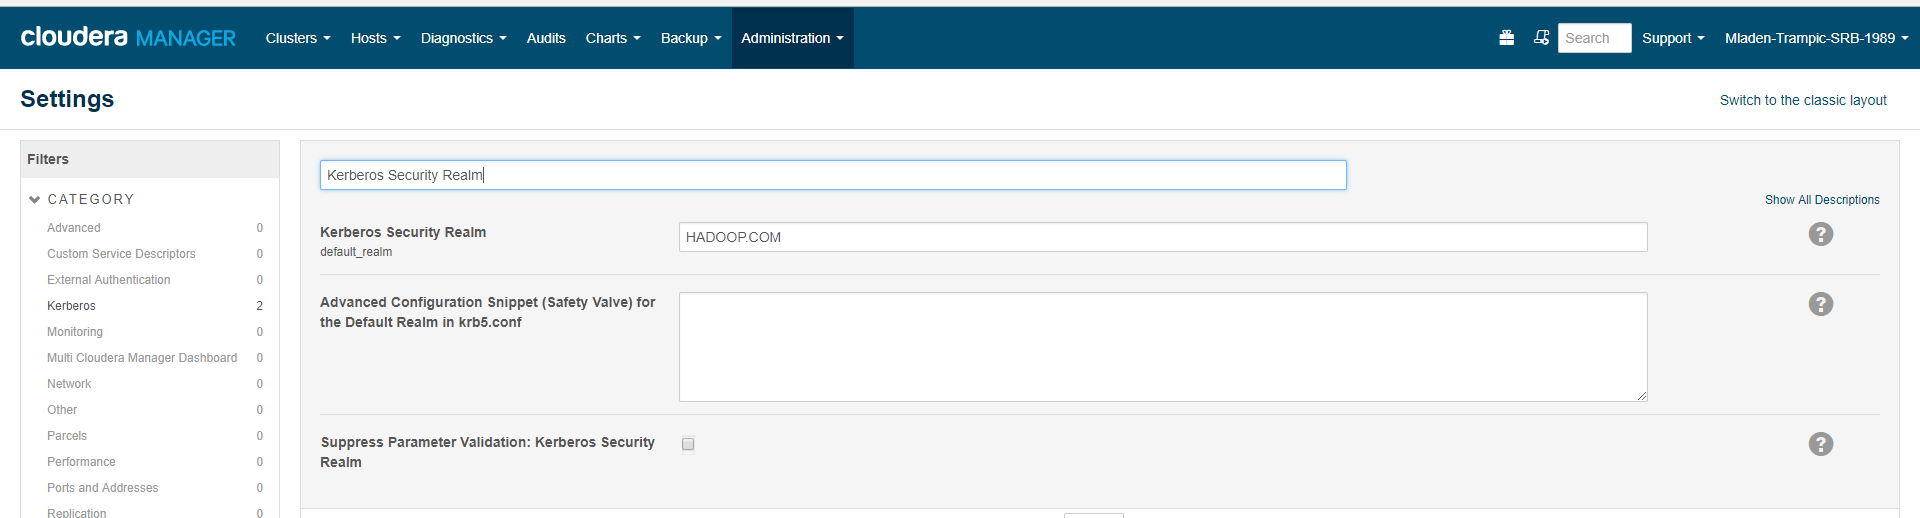 cloudera MANAGER Clusters Hosts Diagnostics Audits Charts Backup Administration Search Support Mladen-Trampic-SRB-1989
Settings
Switch to the classic layout
Filters
Kerberos Security Realm
CATEGORY
Show All Descriptions
Advanced 0
Custom Service Descriptors 0
External Authentication 0
Kerberos 2
Monitoring 0
Multi Cloudera Manager Dashboard 0
Network 0
Other 0
Parcels 0
Performance 0
Ports and Addresses 0
Replication 0
Kerberos Security Realm
default_realm
HADOOP.COM
?
Advanced Configuration Snippet (Safety Valve) for
the Default Realm in krb5.conf
?
Suppress Parameter Validation: Kerberos Security
Realm
?